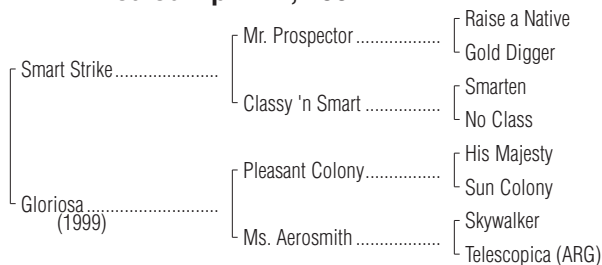 Raise a Native
Mr. Prospector
Gold Digger
Smart Strike
Smarten
Classy 'n Smart
No Class
His Majesty
Pleasant Colony
Sun Colony
Gloriosa
(1999)
Skywalker
Ms. Aerosmith
Telescopica (ARG)